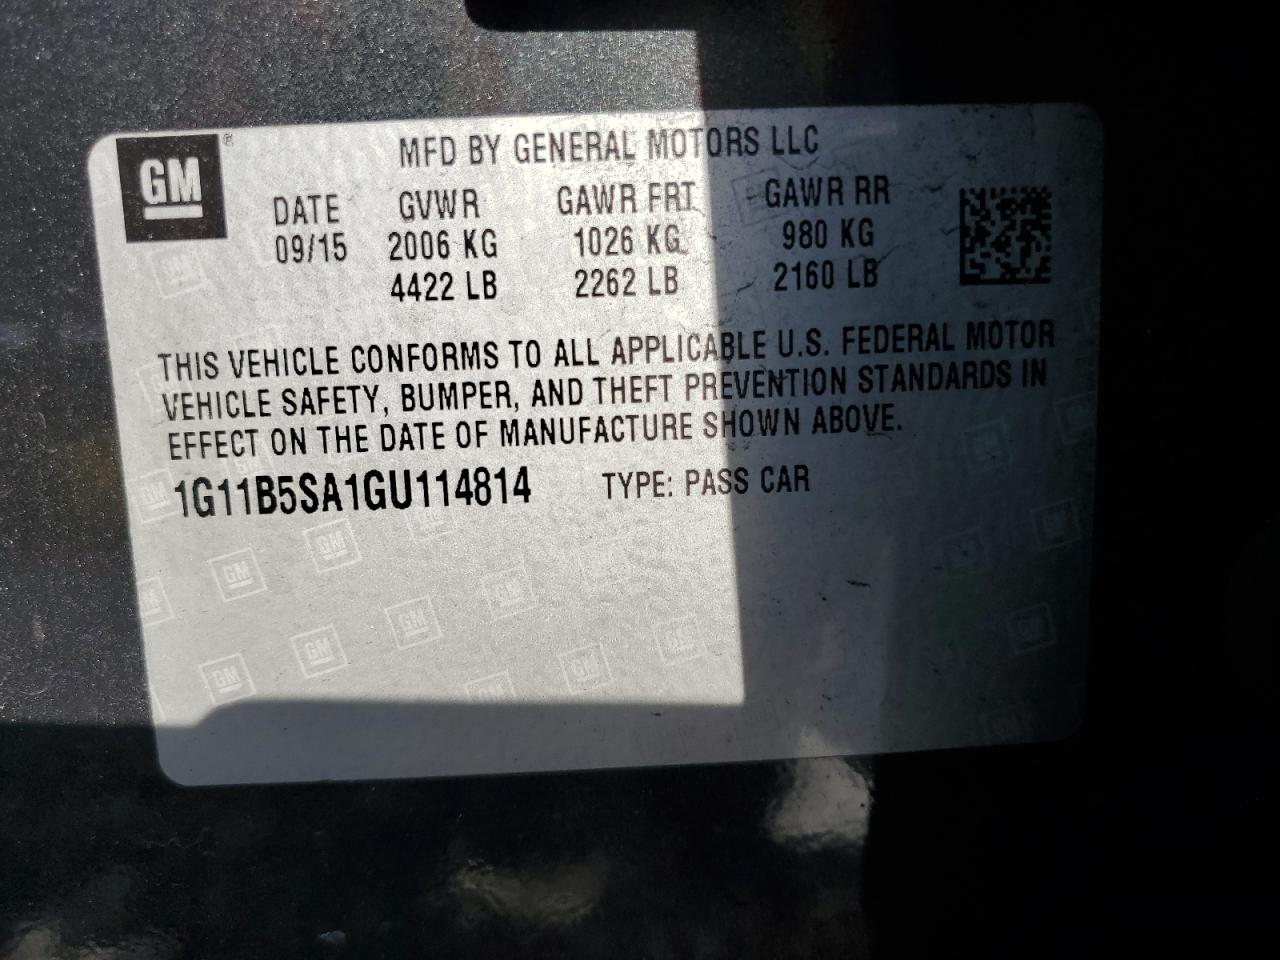 GM ® MFD BY GENERAL MOTORS LLC
DATE GVWR GAWR FRT GAWR RR
09/15 2006 KG 1026 KG 980 KG
4422 LB 2262 LB 2160 LB
THIS VEHICLE CONFORMS TO ALL APPLICABLE U.S. FEDERAL MOTOR
VEHICLE SAFETY, BUMPER, AND THEFT PREVENTION STANDARDS IN
EFFECT ON THE DATE OF MANUFACTURE SHOWN ABOVE.
1G11B5SA1GU114814 TYPE: PASS CAR